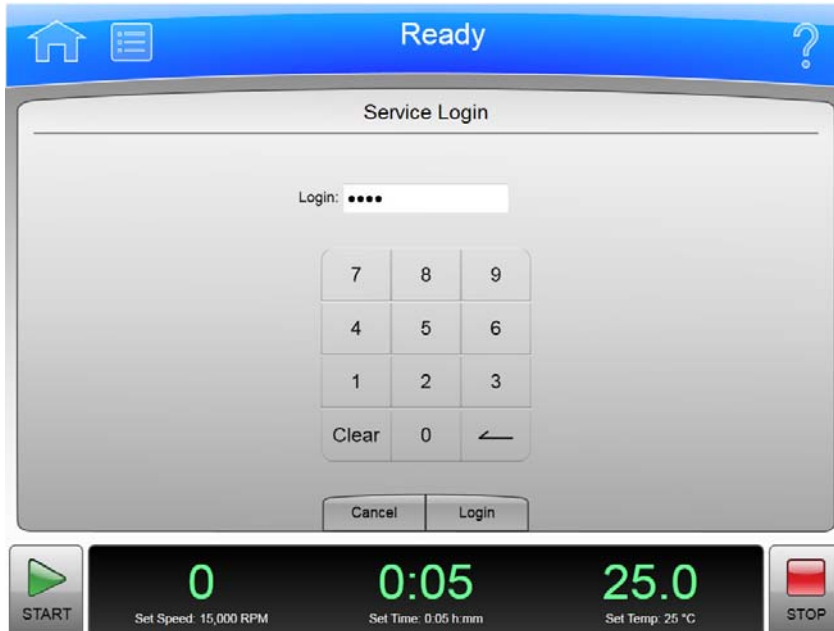 Ready
?
Service Login
Login: ••••
7 8 9
4 5 6
1 2 3
Clear 0
Cancel Login
START 0 0:05 25.0 STOP
Set Speed: 15,000 RPM Set Time: 0:05 h:mm Set Temp: 25 °C